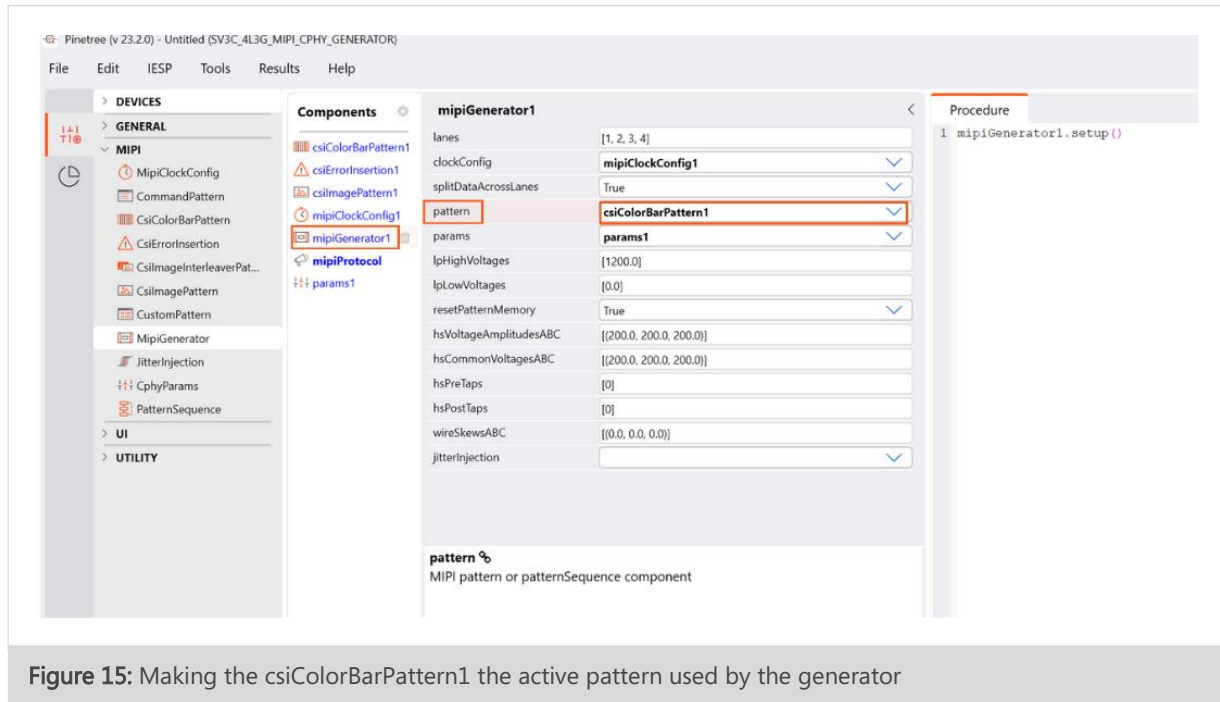 Pinetree (v 23.2.0) - Untitled (SV3C_4L3G_MIPI_CPHY_GENERATOR)
File Edit IESP Tools Results Help
> DEVICES
> GENERAL
MIPI
MipiClockConfig
CommandPattern
CsiColorBarPattern
CsiErrorInsertion
CsiImageInterleaverPat...
CsiImagePattern
CustomPattern
MipiGenerator
JitterInjection
CphyParams
PatternSequence
> UI
> UTILITY
Components
csiColorBarPattern1
csiErrorInsertion1
csiImagePattern1
mipiClockConfig1
mipiGenerator1
mipiProtocol
params1
mipiGenerator1
lanes [1, 2, 3, 4]
clockConfig mipiClockConfig1
splitDataAcrossLanes True
pattern csiColorBarPattern1
params params1
lpHighVoltages [1200.0]
lpLowVoltages [0.0]
resetPatternMemory True
hsVoltageAmplitudesABC [(200.0, 200.0, 200.0)]
hsCommonVoltagesABC [(200.0, 200.0, 200.0)]
hsPreTaps [0]
hsPostTaps [0]
wireSkewsABC [(0.0, 0.0, 0.0)]
jitterInjection
pattern
MIPI pattern or patternSequence component
Procedure
1 mipiGenerator1.setup()
Figure 15: Making the csiColorBarPattern1 the active pattern used by the generator